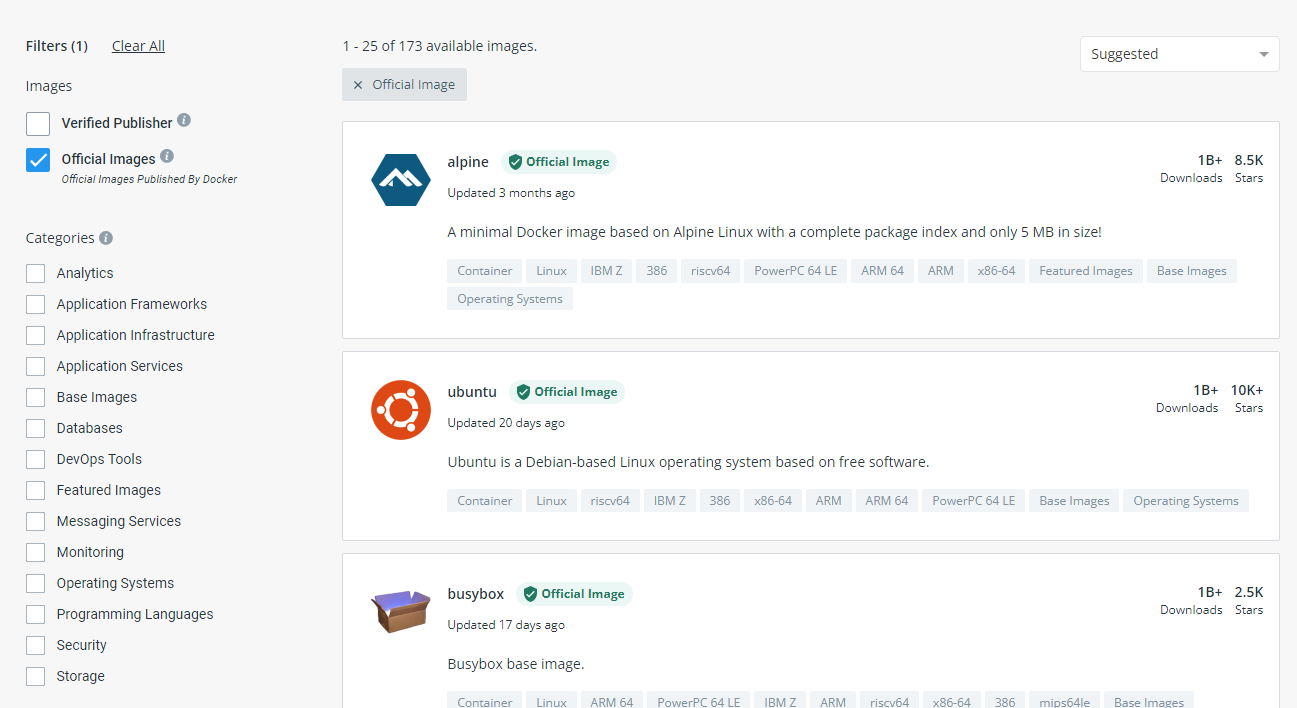 Filters (1) Clear All
Images
Verified Publisher
Official Images
Official Images Published By Docker
Categories
Analytics
Application Frameworks
Application Infrastructure
Application Services
Base Images
Databases
DevOps Tools
Featured Images
Messaging Services
Monitoring
Operating Systems
Programming Languages
Security
Storage
1 - 25 of 173 available images.
Suggested
× Official Image
alpine Official Image
1B+ 8.5K
Downloads Stars
Updated 3 months ago
A minimal Docker image based on Alpine Linux with a complete package index and only 5 MB in size!
Container Linux IBM Z 386 riscv64 PowerPC 64 LE ARM 64 ARM x86-64 Featured Images Base Images
Operating Systems
ubuntu Official Image
1B+ 10K+
Downloads Stars
Updated 20 days ago
Ubuntu is a Debian-based Linux operating system based on free software.
Container Linux riscv64 IBM Z 386 x86-64 ARM ARM 64 PowerPC 64 LE Base Images Operating Systems
busybox Official Image
1B+ 2.5K
Downloads Stars
Updated 17 days ago
Busybox base image.
Container Linux ARM 64 PowerPC 64 LE IBM Z ARM riscv64 x86-64 386 mips64le Base Images